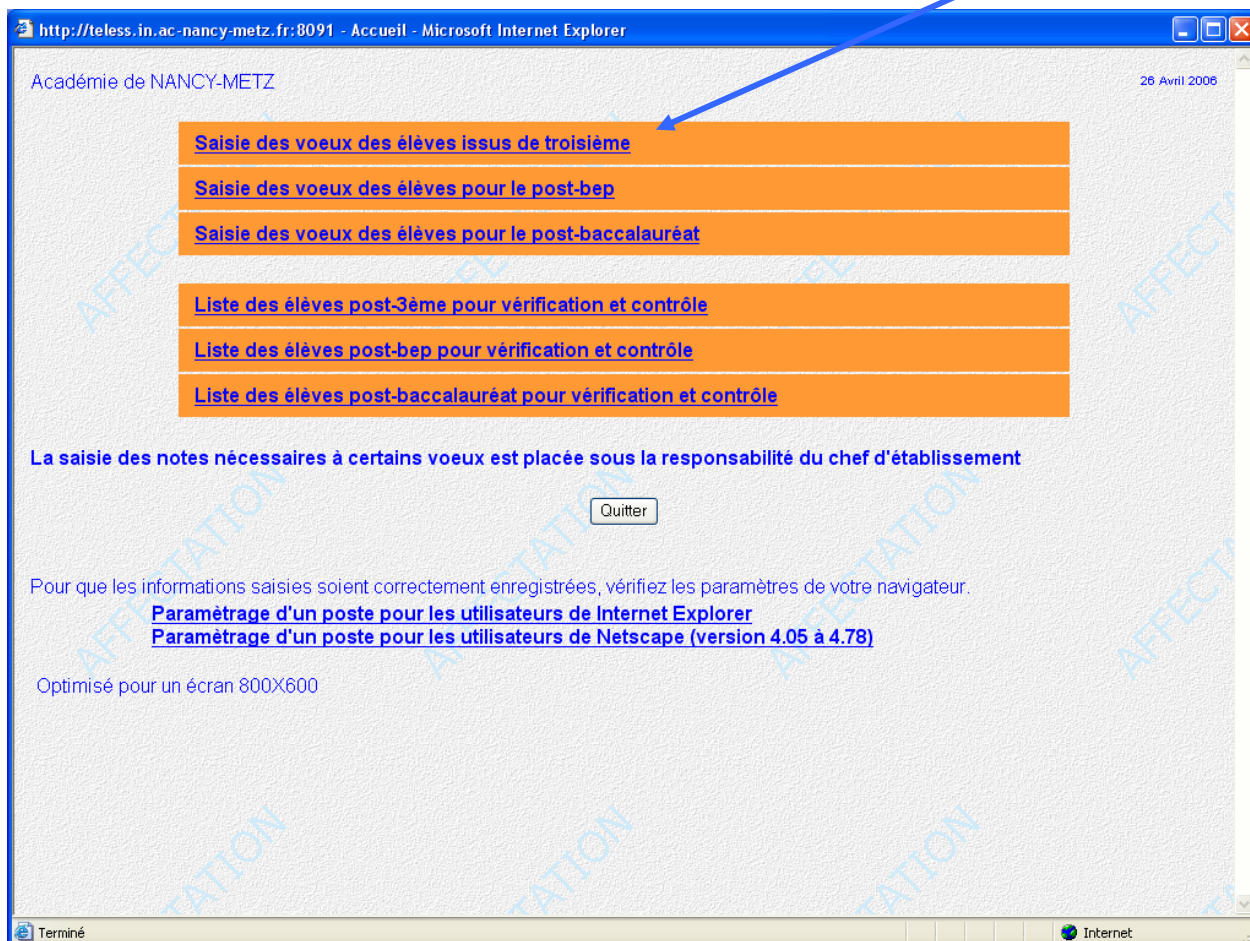 http://teless.in.ac-nancy-metz.fr:8091 - Accueil - Microsoft Internet Explorer
Académie de NANCY-METZ
26 Avril 2006
Saisie des voeux des élèves issus de troisième
Saisie des voeux des élèves pour le post-bep
Saisie des voeux des élèves pour le post-baccalauréat
Liste des élèves post-3ème pour vérification et contrôle
Liste des élèves post-bep pour vérification et contrôle
Liste des élèves post-baccalauréat pour vérification et contrôle
La saisie des notes nécessaires à certains voeux est placée sous la responsabilité du chef d'établissement
Quitter
Pour que les informations saisies soient correctement enregistrées, vérifiez les paramètres de votre navigateur.
Paramètrage d'un poste pour les utilisateurs de Internet Explorer
Paramètrage d'un poste pour les utilisateurs de Netscape (version 4.05 à 4.78)
Optimisé pour un écran 800X600
Terminé
Internet